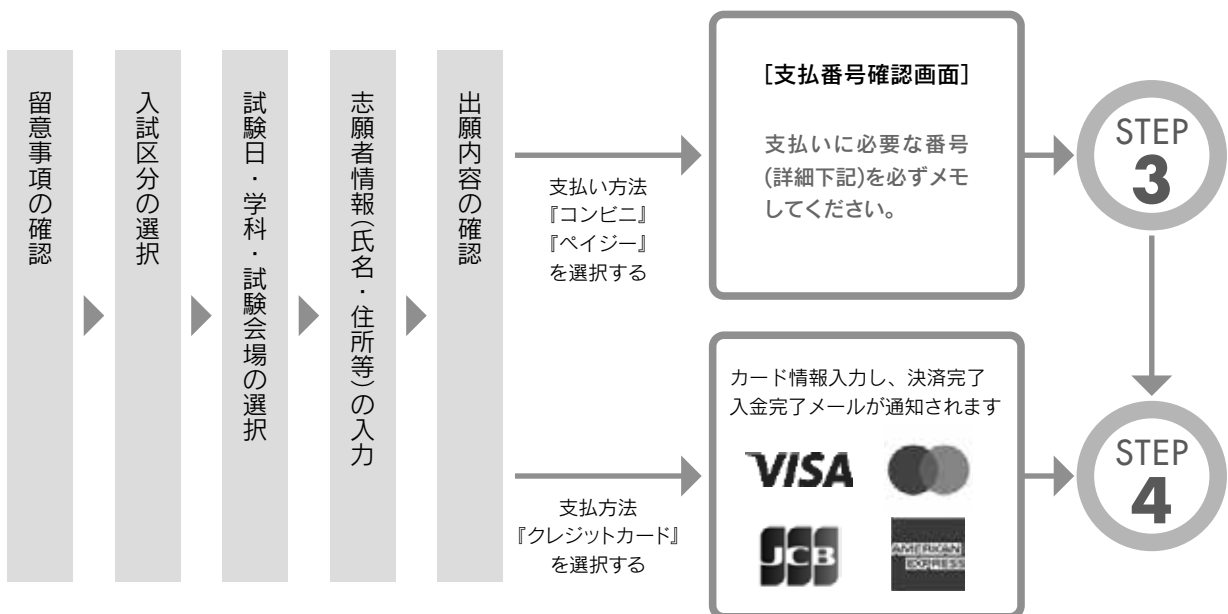 留意事項の確認
入試区分の選択
試験日・学科・試験会場の選択
志願者情報(氏名・住所等)の入力
出願内容の確認
支払い方法
『コンビニ』
『ペイジー』
を選択する
[支払番号確認画面]
支払いに必要な番号
(詳細下記)を必ずメモ
してください。
STEP
3
支払方法
『クレジットカード』
を選択する
カード情報入力し、決済完了
入金完了メールが通知されます
VISA
JCB
AMERICAN
EXPRESS
STEP
4